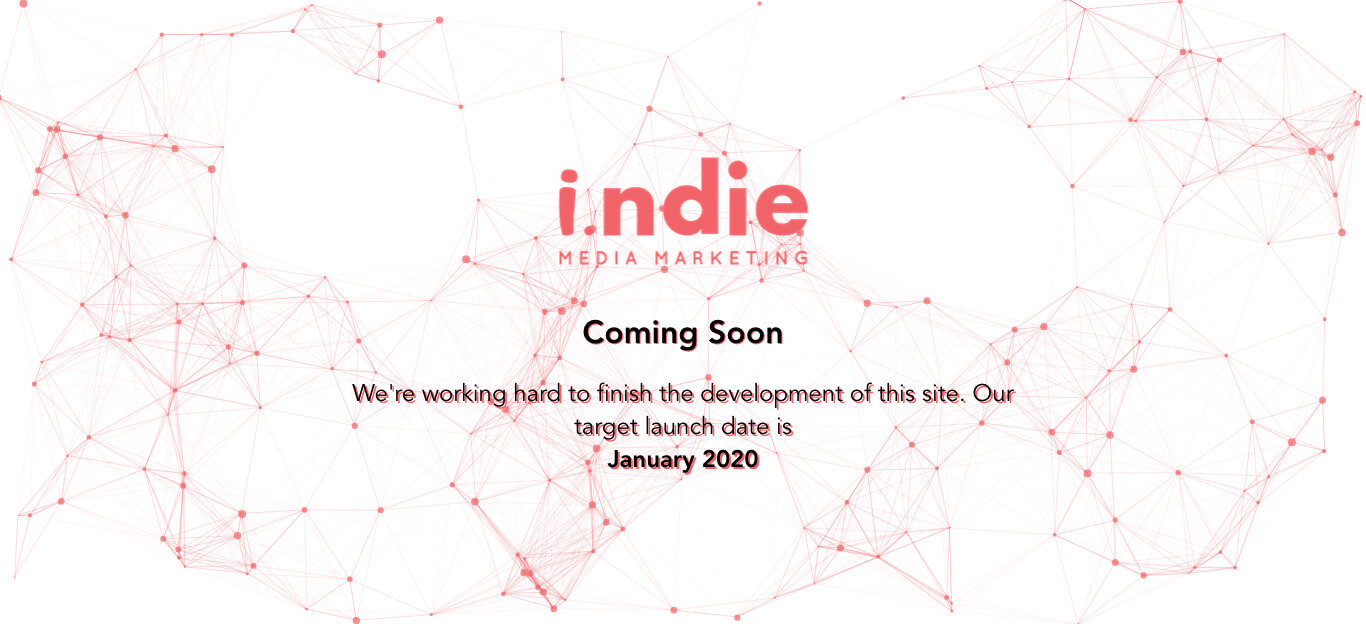 i.ndie
MEDIA MARKETING
Coming Soon
We're working hard to finish the development of this site. Our
target launch date is
January 2020